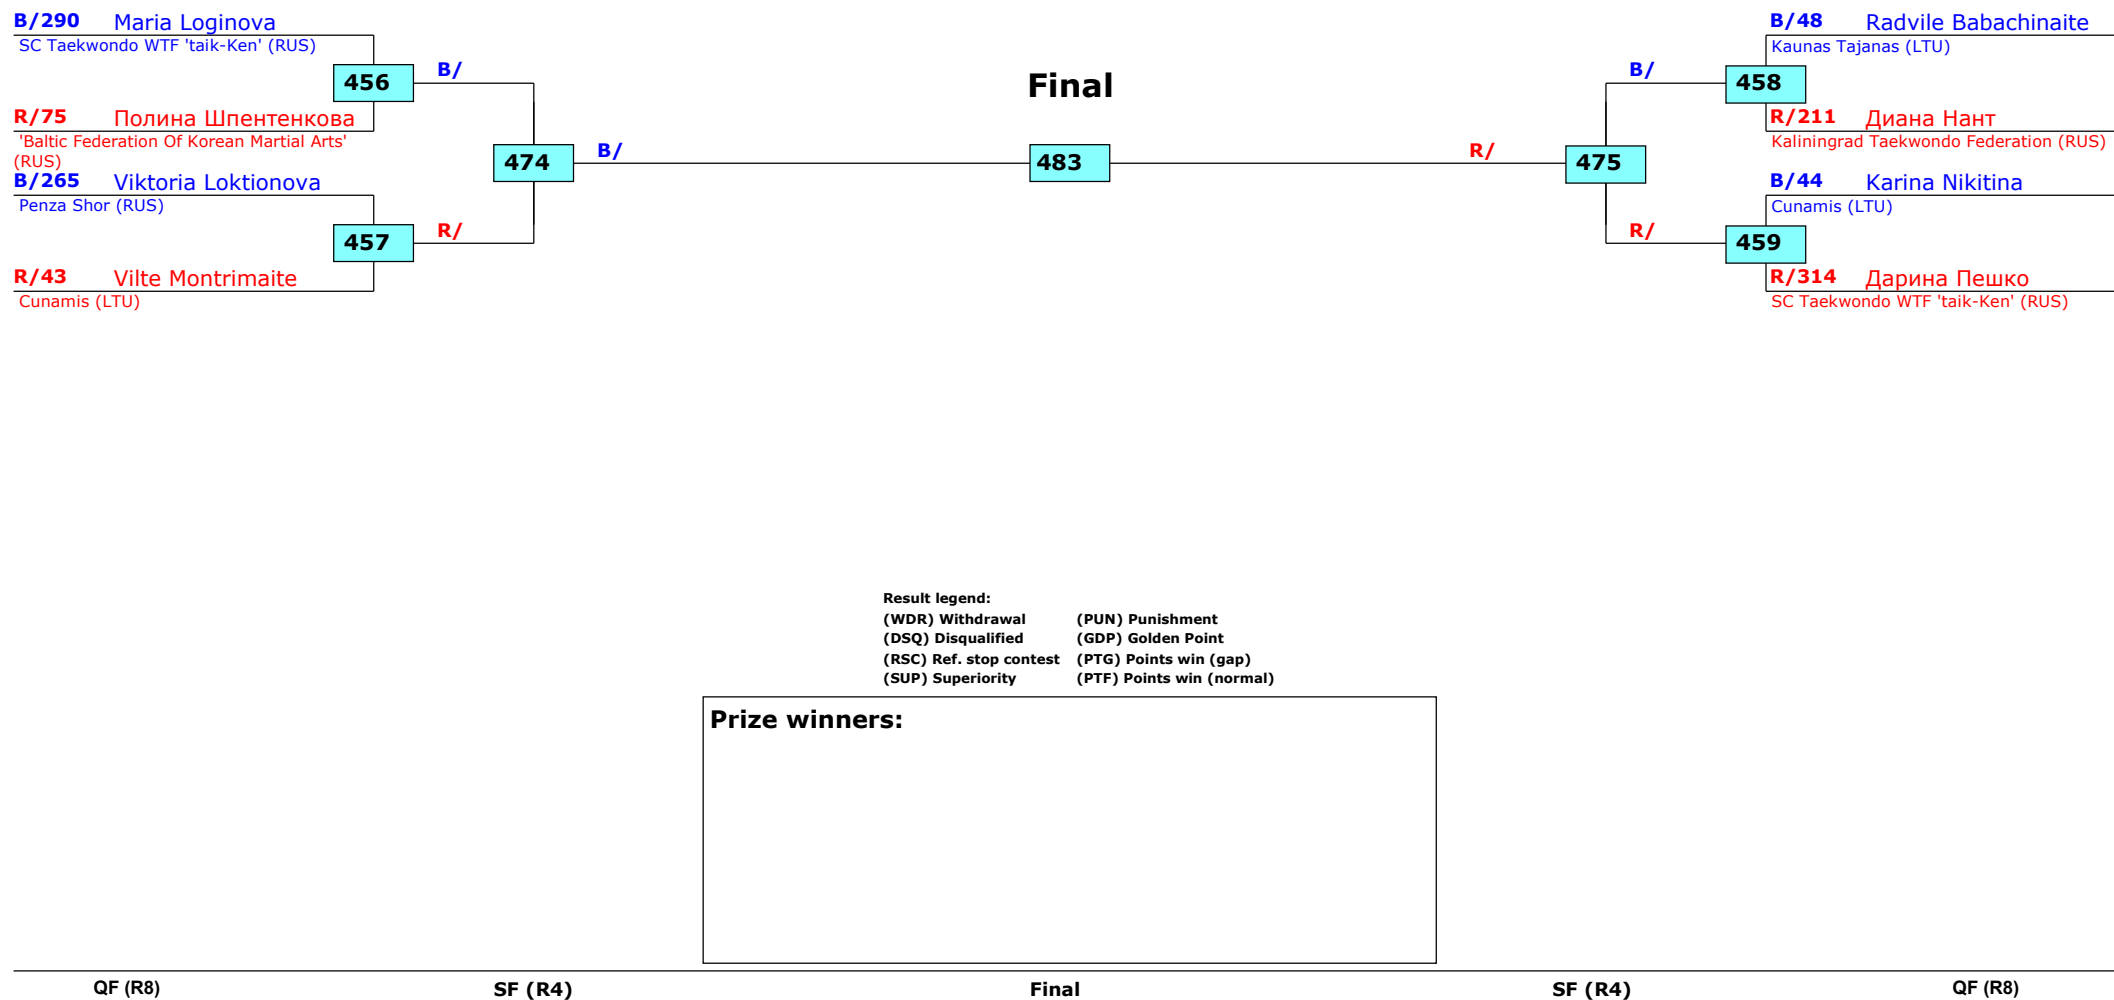 B/290 Maria Loginova
SC Taekwondo WTF 'taik-Ken' (RUS)
456
B/
R/75 Полина Шпентенкова
'Baltic Federation Of Korean Martial Arts'
(RUS)
474
B/
B/265 Viktoria Loktionova
Penza Shor (RUS)
457
R/
R/43 Vilte Montrimaite
Cunamis (LTU)
Final
483
B/48 Radvile Babachinaite
Kaunas Tajanas (LTU)
B/
458
R/211 Диана Нант
Kaliningrad Taekwondo Federation (RUS)
R/
475
B/44 Karina Nikitina
Cunamis (LTU)
R/
459
R/314 Дарина Пешко
SC Taekwondo WTF 'taik-Ken' (RUS)
Result legend:
(WDR) Withdrawal (PUN) Punishment
(DSQ) Disqualified (GDP) Golden Point
(RSC) Ref. stop contest (PTG) Points win (gap)
(SUP) Superiority (PTF) Points win (normal)
Prize winners:
QF (R8) SF (R4) Final SF (R4) QF (R8)